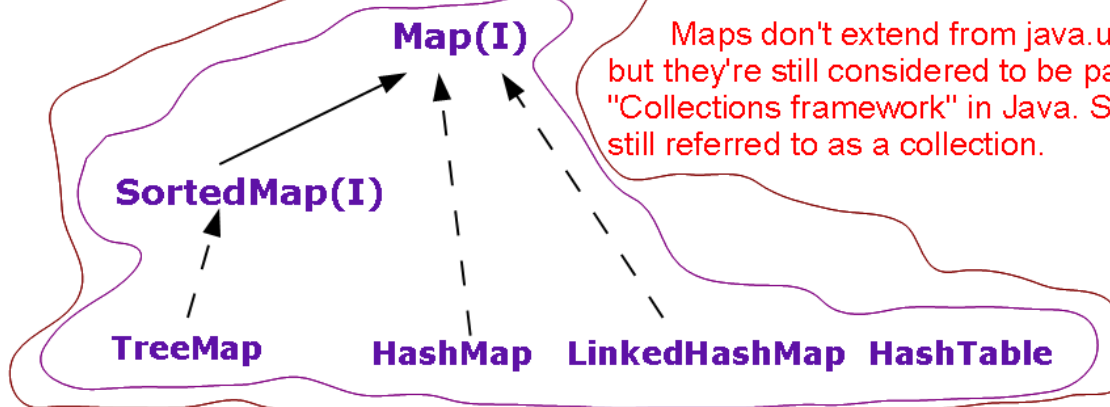 Map(I)
Maps don't extend from java.u
but they're still considered to be pa
"Collections framework" in Java. S
still referred to as a collection.
SortedMap(I)
TreeMap
HashMap
LinkedHashMap
HashTable